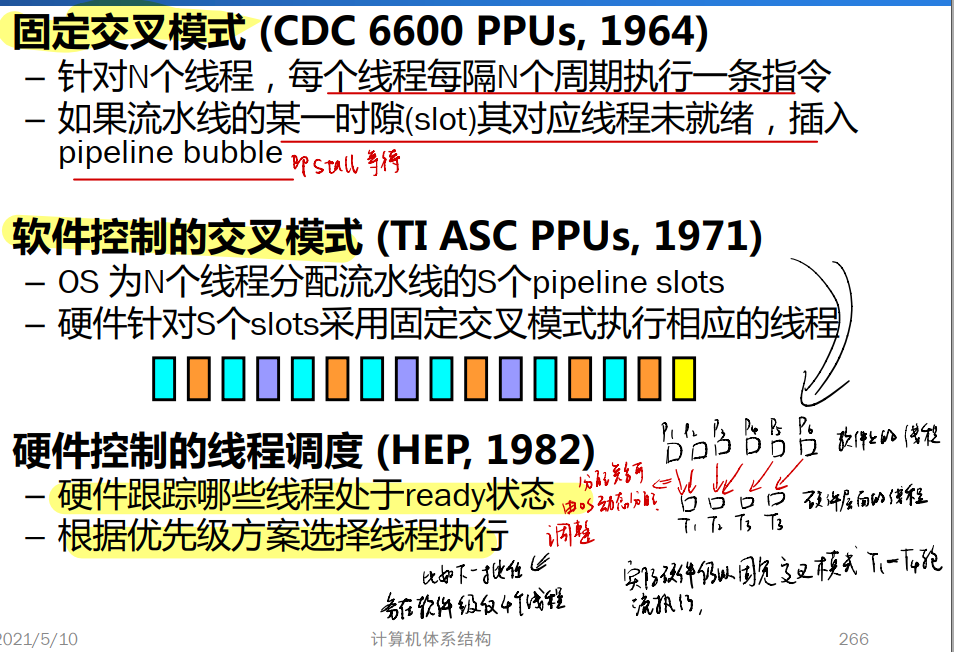 固定交叉模式 (CDC 6600 PPUs, 1964)
– 针对N个线程，每个线程每隔N个周期执行一条指令
– 如果流水线的某一时隙(slot)其对应线程未就绪，插入
pipeline bubble 即stall等待
软件控制的交叉模式 (TI ASC PPUs, 1971)
– OS 为N个线程分配流水线的S个pipeline slots
– 硬件针对S个slots采用固定交叉模式执行相应的线程
硬件控制的线程调度 (HEP, 1982)
P1 P2 P3 P4 P5 P6 软件上的线程
– 硬件跟踪哪些线程处于ready状态
分配关系可
由OS动态分配
调整
硬件层面的线程
T1 T2 T3 T3
– 根据优先级方案选择线程执行
比如下一批任
务在软件级仅4个线程
实际硬件仍以固定交叉模式 T1-T4轮
流执行,
2021/5/10
计算机体系结构
266